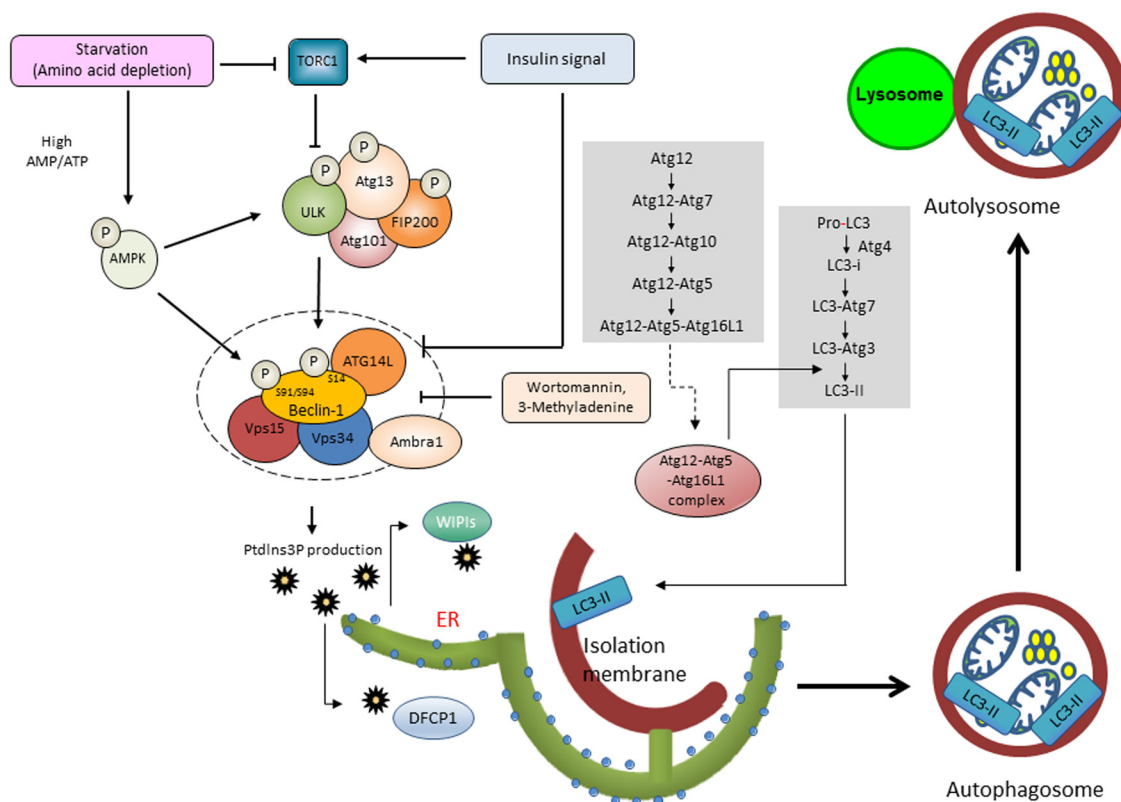 Starvation
(Amino acid depletion)
TORC1
Insulin signal
High
AMP/ATP
P
AMPK
P
P
P
ULK
Atg13
FIP200
Atg101
P
P
S91/S94
S14
ATG14L
Beclin-1
Vps15
Vps34
Ambra1
Wortomannin,
3-Methyladenine
PtdIns3P production
WIPIs
ER
DFCP1
Atg12
Atg12-Atg7
Atg12-Atg10
Atg12-Atg5
Atg12-Atg5-Atg16L1
Atg12-Atg5
-Atg16L1
complex
Pro-LC3
Atg4
LC3-i
LC3-Atg7
LC3-Atg3
LC3-II
LC3-II
Isolation
membrane
Lysosome
LC3-II
LC3-II
Autolysosome
LC3-II
LC3-II
Autophagosome